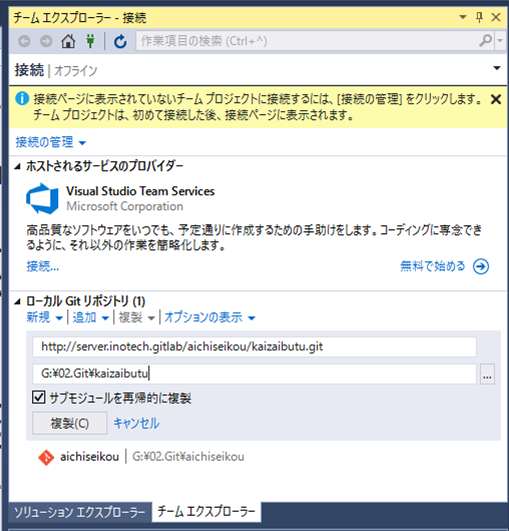 チーム エクスプローラー - 接続
作業項目の検索 (Ctrl+^)
接続 | オフライン
接続ページに表示されていないチーム プロジェクトに接続するには、[接続の管理] をクリックします。
チーム プロジェクトは、初めて接続した後、接続ページに表示されます。
接続の管理
ホストされるサービスのプロバイダー
Visual Studio Team Services
Microsoft Corporation
高品質なソフトウェアをいつでも、予定通りに作成するための手助けをします。コーディングに専念でき
るように、それ以外の作業を簡略化します。
接続... 無料で始める
ローカル Git リポジトリ (1)
新規 | 追加 | 複製 | オプションの表示
http://server.inotech.gitlab/aichiseikou/kaizaibutu.git
G:¥02.Git¥kaizaibutu
...
サブモジュールを再帰的に複製
複製(C) キャンセル
aichiseikou | G:¥02.Git¥aichiseikou
ソリューション エクスプローラー チーム エクスプローラー